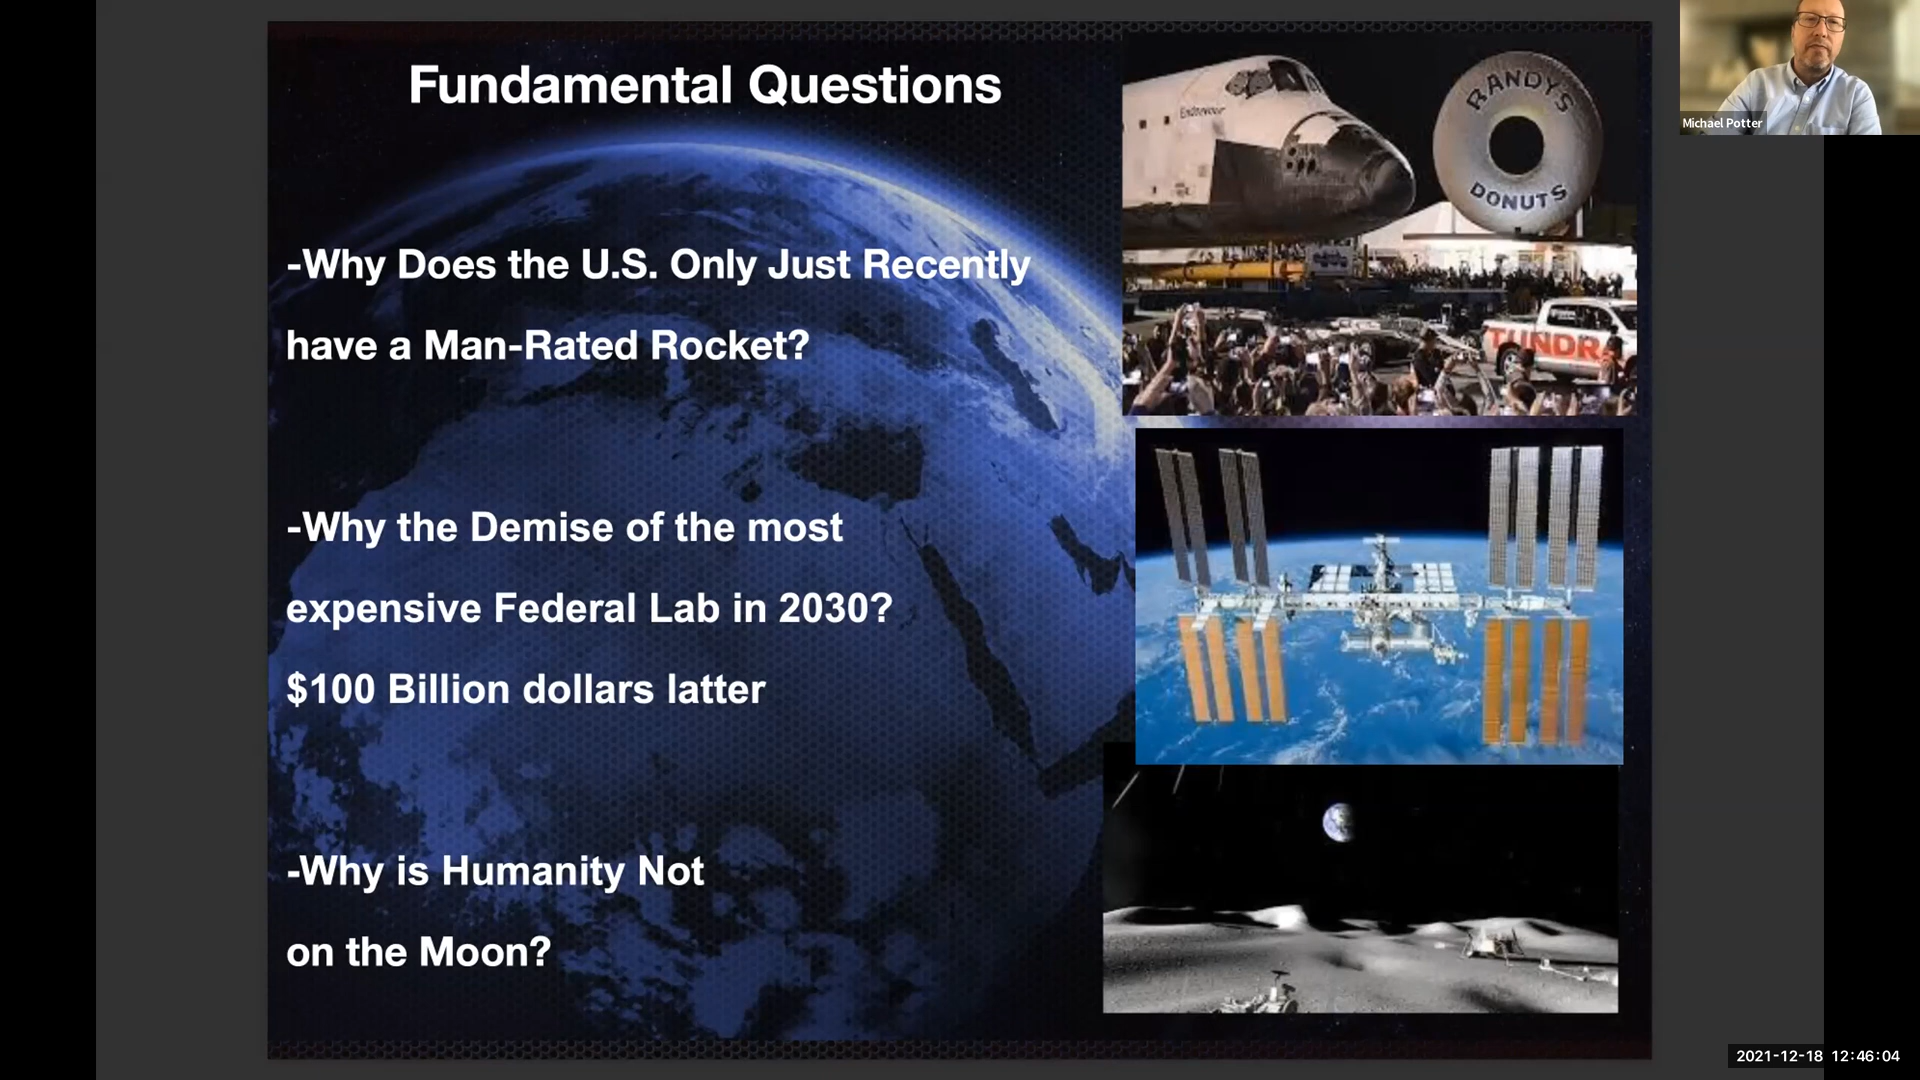 Fundamental Questions
-Why Does the U.S. Only Just Recently
have a Man-Rated Rocket?
-Why the Demise of the most
expensive Federal Lab in 2030?
$100 Billion dollars latter
-Why is Humanity Not
on the Moon?
Endeavour
RANDY'S
DONUTS
TUNDRA
Michael Potter
2021-12-18 12:46:04